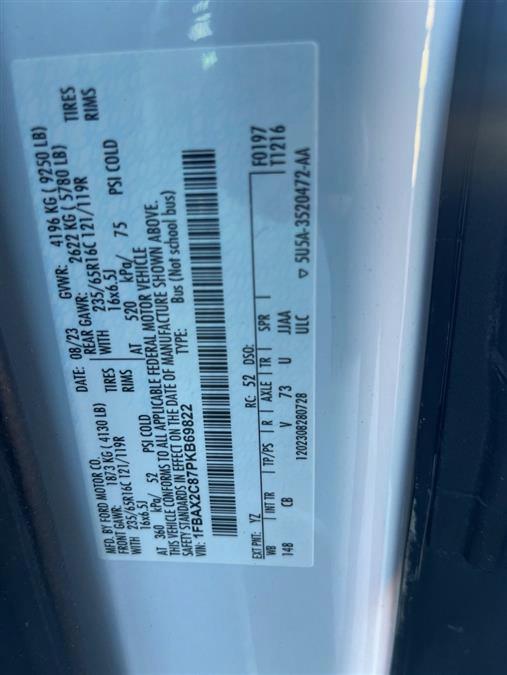 MFD. BY FORD MOTOR CO.
DATE: 08/23 GVWR: 4196 KG ( 9250 LB)
FRONT GAWR: 1873 KG ( 4130 LB) REAR GAWR: 2622 KG ( 5780 LB)
WITH 235/65R16C 121/119R TIRES WITH 235/65R16C 121/119R TIRES
16x6.5J RIMS 16x6.5J RIMS
AT 360 kPa/ 52 PSI COLD AT 520 kPa/ 75 PSI COLD
THIS VEHICLE CONFORMS TO ALL APPLICABLE FEDERAL MOTOR VEHICLE
SAFETY STANDARDS IN EFFECT ON THE DATE OF MANUFACTURE SHOWN ABOVE.
VIN: 1FBAX2C87PKB69822 TYPE: Bus (Not school bus)
EXT PNT: YZ RC: 52 DSO: F0197
WB INT TR TP/PS R AXLE TR SPR T1216
148 CB V 73 U JJAA
1202308280728 ULC ▽ 5U5A-3520472-AA